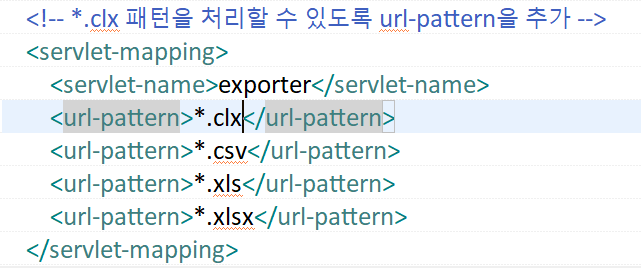 <!-- *.clx 패턴을 처리할 수 있도록 url-pattern을 추가 -->
<servlet-mapping>
<servlet-name>exporter</servlet-name>
<url-pattern>*.clx</url-pattern>
<url-pattern>*.csv</url-pattern>
<url-pattern>*.xls</url-pattern>
<url-pattern>*.xlsx</url-pattern>
</servlet-mapping>